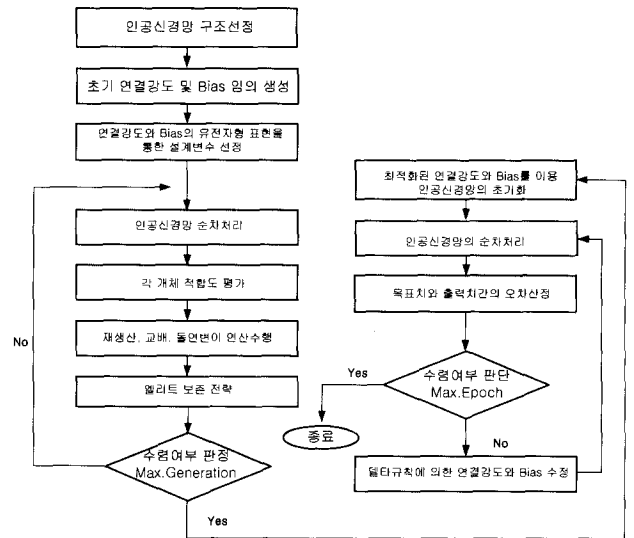 인공신경망 구조선정
초기 연결강도 및 Bias 임의 생성
연결강도와 Bias의 유전자형 표현을
통한 설계변수 선정
인공신경망 순차처리
각 개체 적합도 평가
재생산, 교배, 돌연변이 연산수행
엘리트 보존 전략
수렴여부 판정
Max.Generation
No
Yes
최적화된 연결강도와 Bias를 이용
인공신경망의 초기화
인공신경망의 순차처리
목표치와 출력치간의 오차산정
수렴여부 판단
Max.Epoch
Yes
종료
No
델타규칙에 의한 연결강도와 Bias 수정